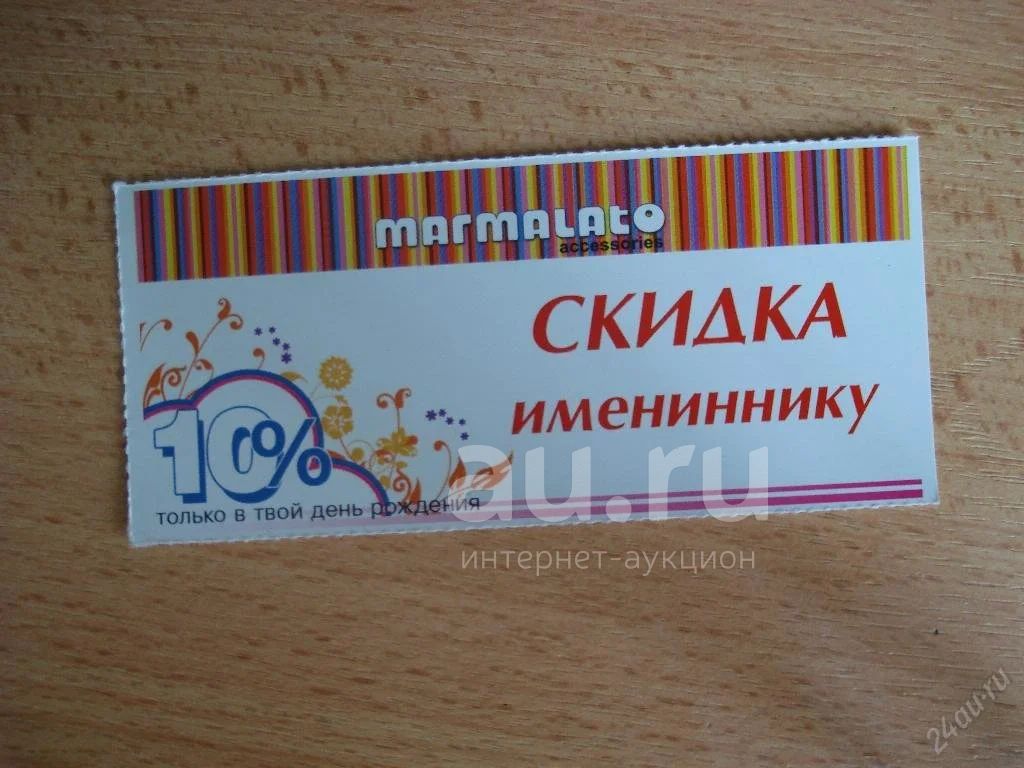 marmalato
accessories
СКИДКА
имениннику
10%
только в твой день рождения
au.ru
интернет-аукцион
24au.ru